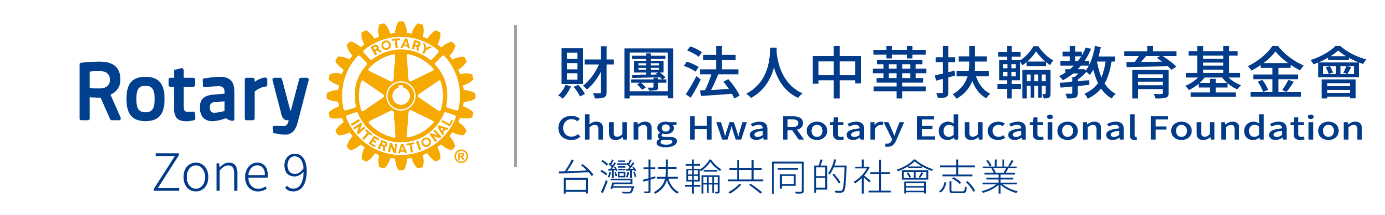 Rotary
Zone 9
ROTARY
INTERNATIONAL
®
財團法人中華扶輪教育基金會
Chung Hwa Rotary Educational Foundation
台灣扶輪共同的社會志業